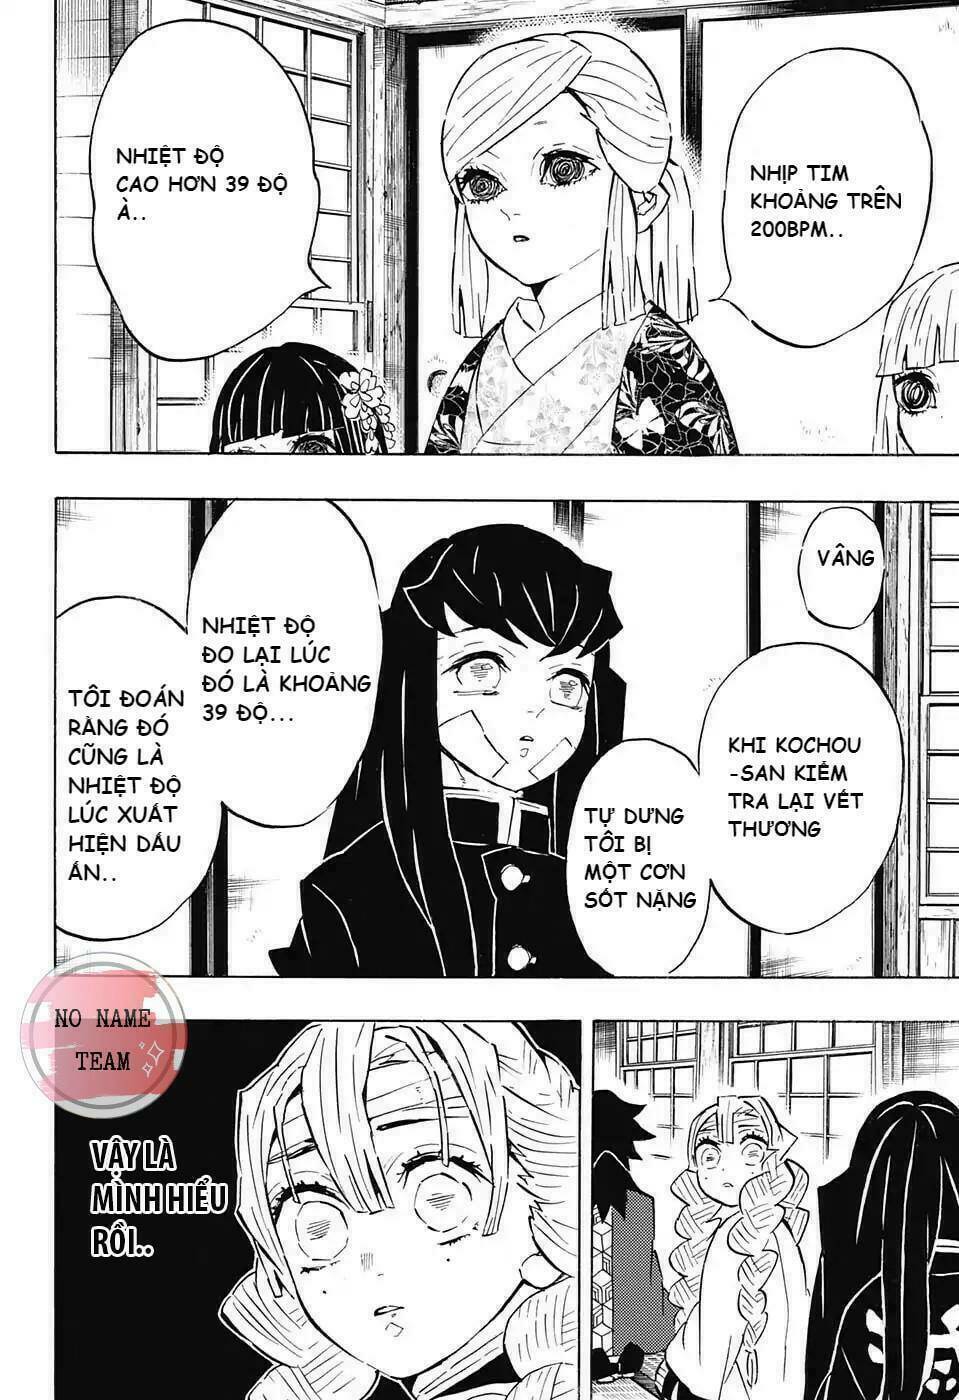 NHỊP TIM
KHOẢNG TRÊN
200BPM..
NHIỆT ĐỘ
CAO HƠN 39 ĐỘ
À..
VÂNG
KHI KOCHOU
-SAN KIỂM
TRA LẠI VẾT
THƯƠNG
TỰ DƯNG
TÔI BỊ
MỘT CƠN
SỐT NẶNG
NHIỆT ĐỘ
ĐO LẠI LÚC
ĐÓ LÀ KHOẢNG
39 ĐỘ...
TÔI ĐOÁN
RẰNG ĐÓ
CŨNG LÀ
NHIỆT ĐỘ
LÚC XUẤT
HIỆN DẤU
ẤN..
NO NAME
TEAM
VẬY LÀ
MÌNH HIỂU
RỒI..